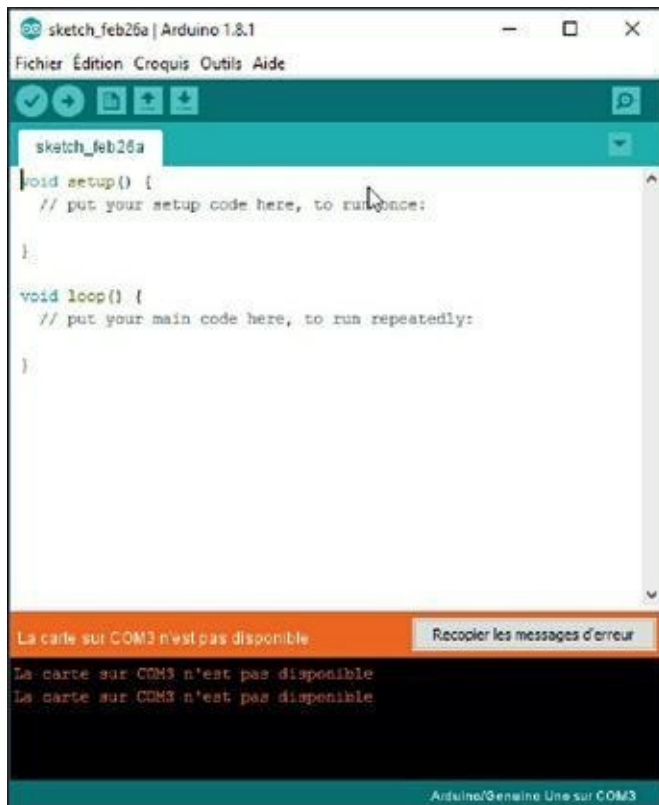 sketch_feb26a | Arduino 1.8.1
Fichier Édition Croquis Outils Aide
sketch_feb26a
void setup() {
// put your setup code here, to run once:
}
void loop() {
// put your main code here, to run repeatedly:
}
La carte sur COM3 n'est pas disponible
Recopier les messages d'erreur
La carte sur COM3 n'est pas disponible
La carte sur COM3 n'est pas disponible
Arduino/Genuino Uno sur COM3